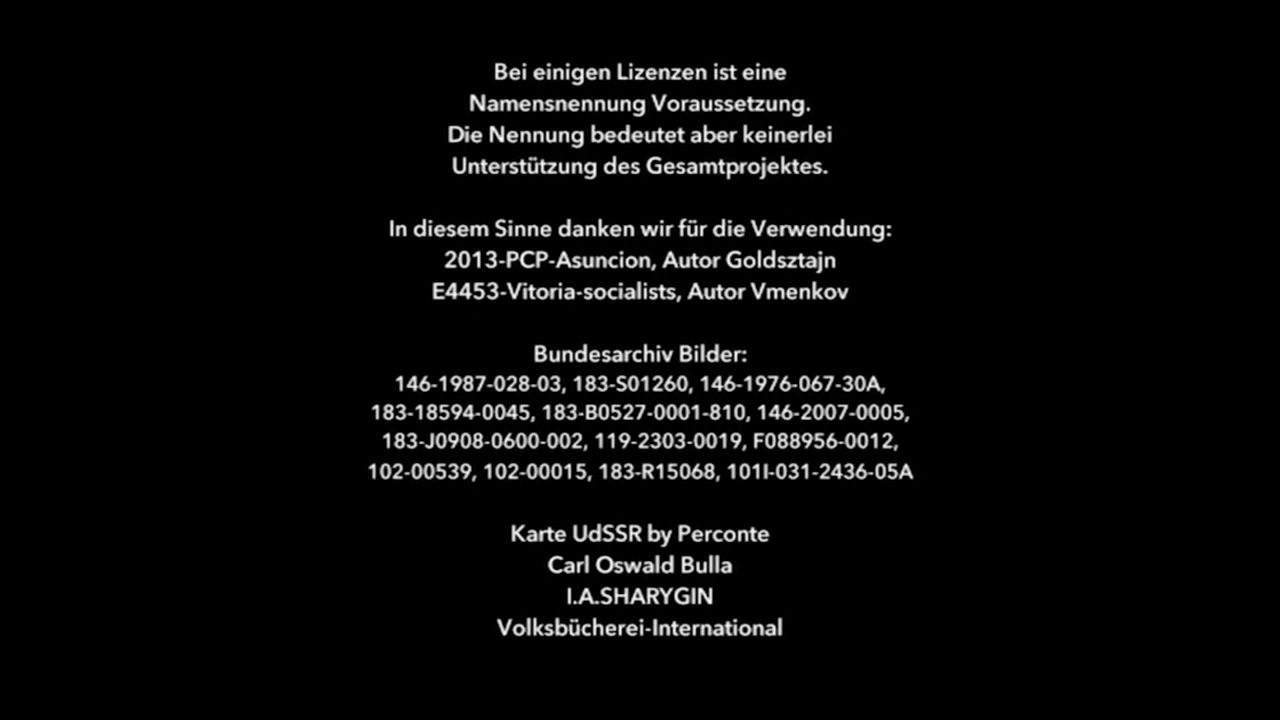 Bei einigen Lizenzen ist eine
Namensnennung Voraussetzung.
Die Nennung bedeutet aber keinerlei
Unterstützung des Gesamtprojektes.
In diesem Sinne danken wir für die Verwendung:
2013-PCP-Asuncion, Autor Goldsztajn
E4453-Vitoria-socialists, Autor Vmenkov
Bundesarchiv Bilder:
146-1987-028-03, 183-S01260, 146-1976-067-30A,
183-18594-0045, 183-B0527-0001-810, 146-2007-0005,
183-J0908-0600-002, 119-2303-0019, F088956-0012,
102-00539, 102-00015, 183-R15068, 101I-031-2436-05A
Karte UdSSR by Perconte
Carl Oswald Bulla
I.A.SHARYGIN
Volksbücherei-International